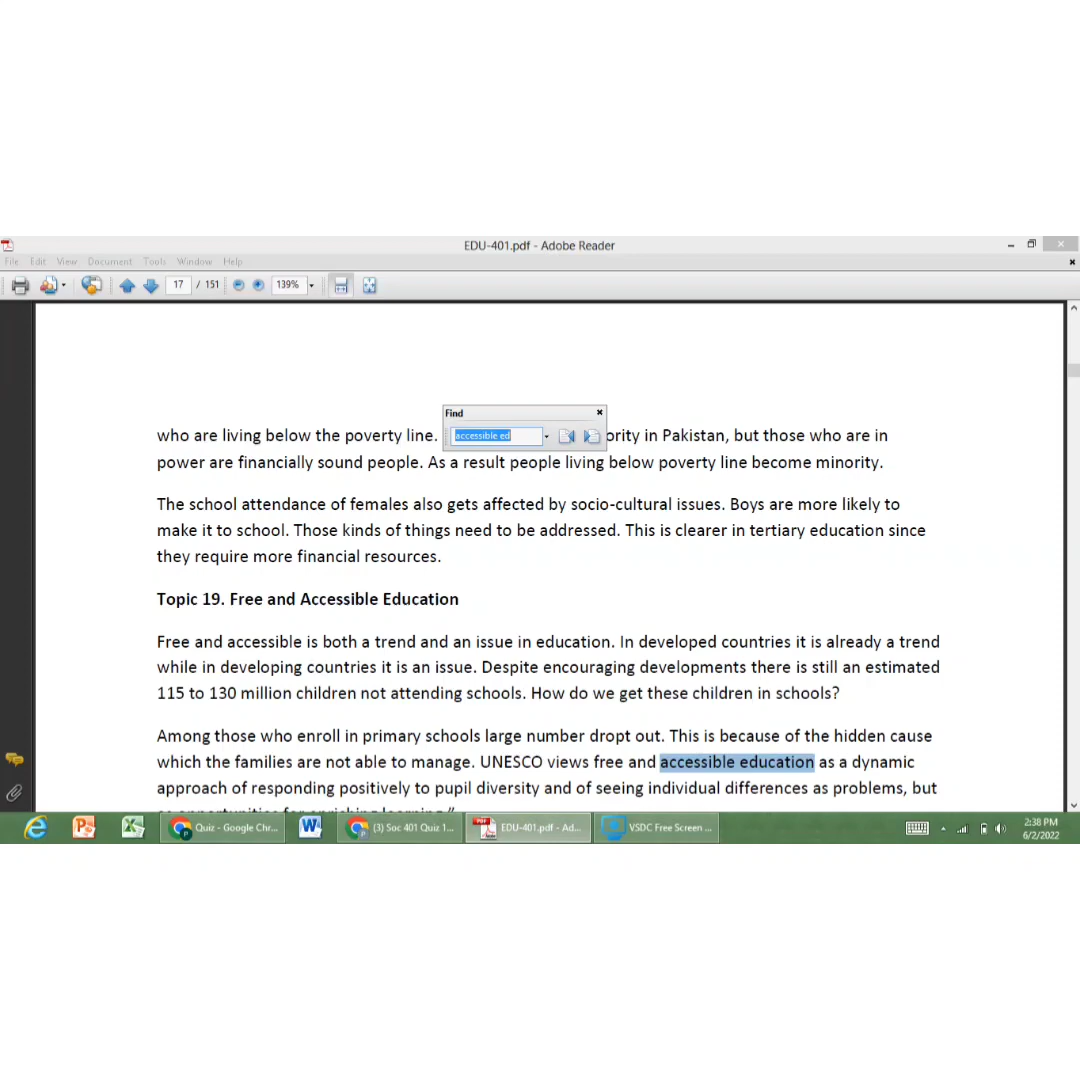 EDU-401.pdf - Adobe Reader
File Edit View Document Tools Window Help
17 / 151 139%
Find
accessible ed
who are living below the poverty line. ority in Pakistan, but those who are in
power are financially sound people. As a result people living below poverty line become minority.
The school attendance of females also gets affected by socio-cultural issues. Boys are more likely to
make it to school. Those kinds of things need to be addressed. This is clearer in tertiary education since
they require more financial resources.
Topic 19. Free and Accessible Education
Free and accessible is both a trend and an issue in education. In developed countries it is already a trend
while in developing countries it is an issue. Despite encouraging developments there is still an estimated
115 to 130 million children not attending schools. How do we get these children in schools?
Among those who enroll in primary schools large number dropt out. This is because of the hidden cause
which the families are not able to manage. UNESCO views free and accessible education as a dynamic
approach of responding positively to pupil diversity and of seeing individual differences as problems, but
Quiz - Google Chr... (3) Soc 401 Quiz 1... EDU-401.pdf - Ad... VSDC Free Screen ...
2:38 PM
6/2/2022